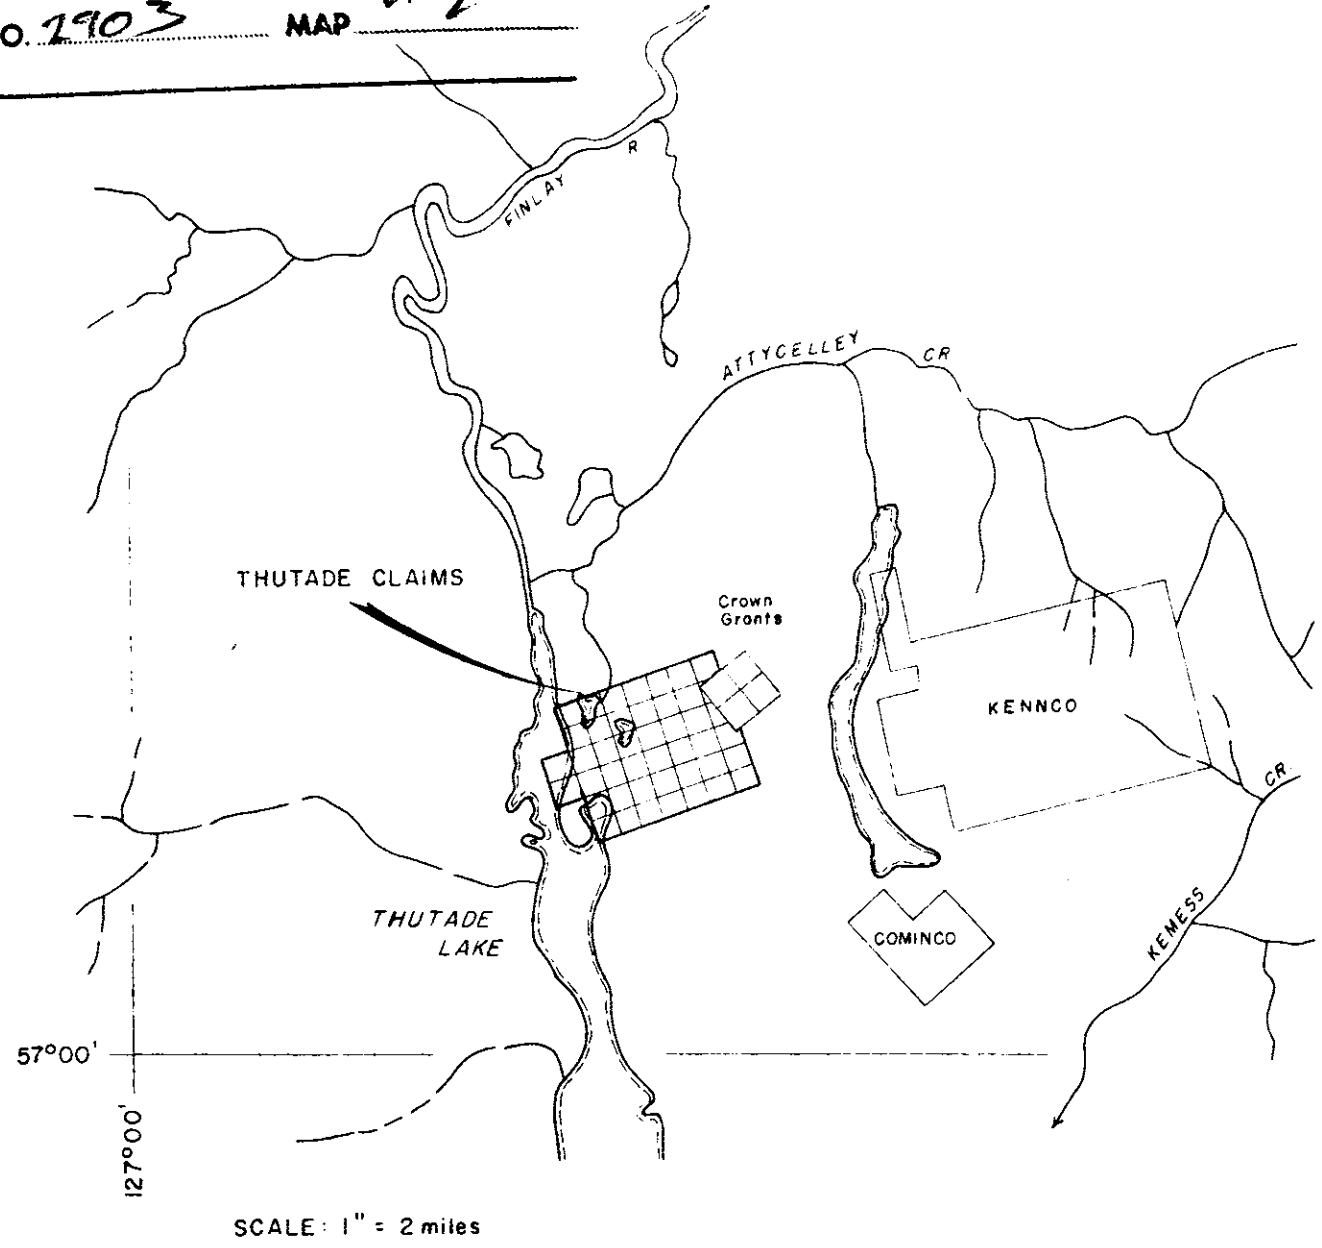 O. 2903 MAP
FINLAY R
ATTYCELLEY CR
THUTADE CLAIMS
Crown
Grants
KENNCO
CR.
KEMESS
THUTADE
LAKE
COMINCO
57°00'
127°00'
SCALE: 1" = 2 miles